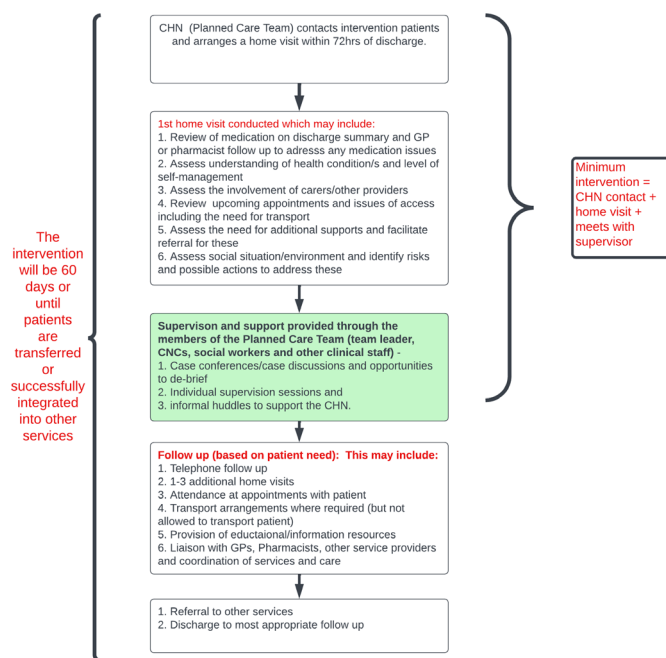 CHN  (Planned Care Team) contacts intervention patients
and arranges a home visit within 72hrs of discharge.
1st home visit conducted which may include:
1. Review of medication on discharge summary and GP
or pharmacist follow up to adresss any medication issues
2. Assess understanding of health condition/s and level of
self-management
3. Assess the involvement of carers/other providers
4. Review  upcoming appointments and issues of access
including the need for transport
5. Assess the need for additional supports and facilitate
referral for these
6. Assess social situation/environment and identify risks
and possible actions to address these
Supervison and support provided through the
members of the Planned Care Team (team leader,
CNCs, social workers and other clinical staff) -
1. Case conferences/case discussions and opportunities
to de-brief
2. Individual supervision sessions and
3. informal huddles to support the CHN.
Follow up (based on patient need):  This may include:
1. Telephone follow up
2. 1-3 additional home visits
3. Attendance at appointments with patient
4. Transport arrangements where required (but not
allowed to transport patient)
5. Provision of eductaional/information resources
6. Liaison with GPs, Pharmacists, other service providers
and coordination of services and care
1. Referral to other services
2. Discharge to most appropriate follow up
The
intervention
will be 60
days or
until
patients
are
transferred
or
successfully
integrated
into other
services
Minimum
intervention =
CHN contact +
home visit +
meets with
supervisor